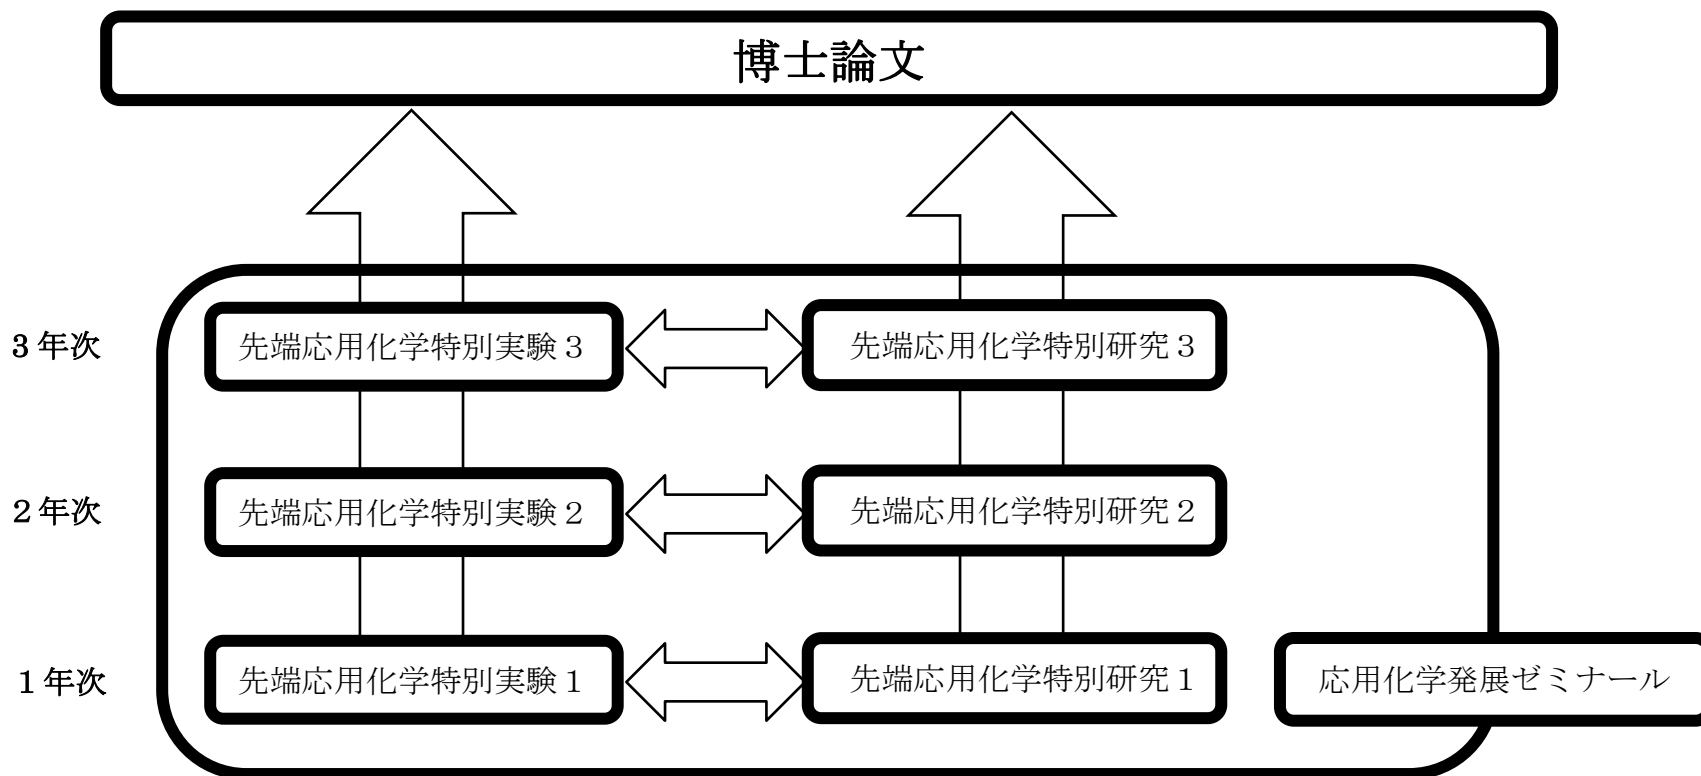 博士論文
3年次
先端応用化学特別実験3
先端応用化学特別研究3
2年次
先端応用化学特別実験2
先端応用化学特別研究2
1年次
先端応用化学特別実験1
先端応用化学特別研究1
応用化学発展ゼミナール